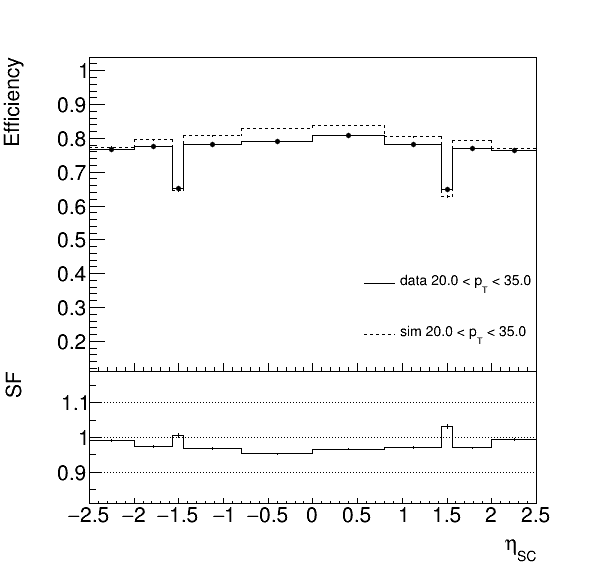 Efficiency
1
0.9
0.8
0.7
0.6
0.5
0.4
0.3
0.2
data 20.0 < p_T < 35.0
sim 20.0 < p_T < 35.0
SF
1.1
1
0.9
−2.5 −2 −1.5 −1 −0.5 0 0.5 1 1.5 2 2.5
η_SC